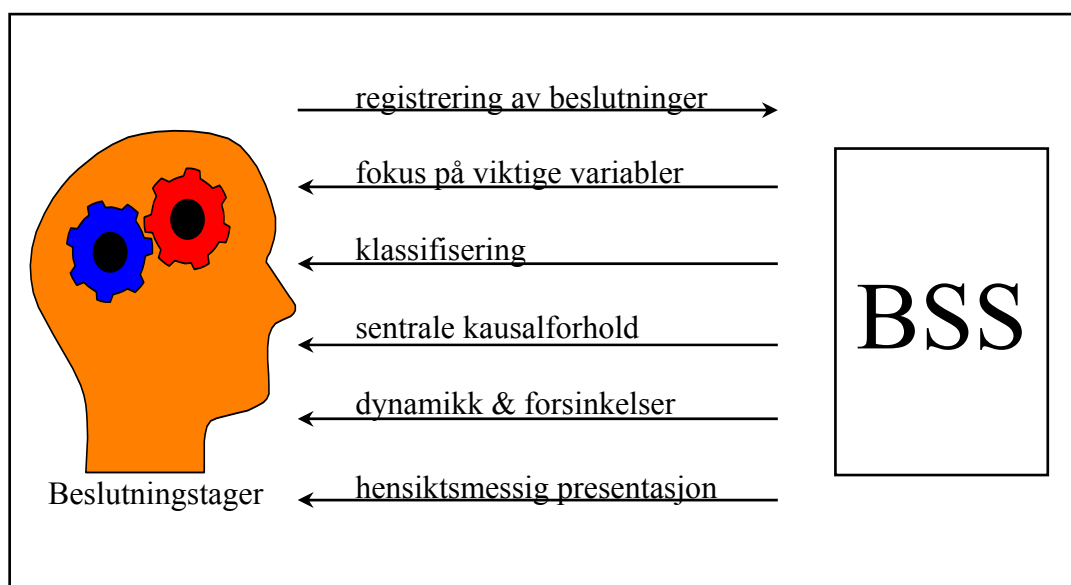 registrering av beslutninger
fokus på viktige variabler
klassifisering
sentrale kausalforhold
dynamikk & forsinkelser
hensiktsmessig presentasjon
Beslutningstager
BSS